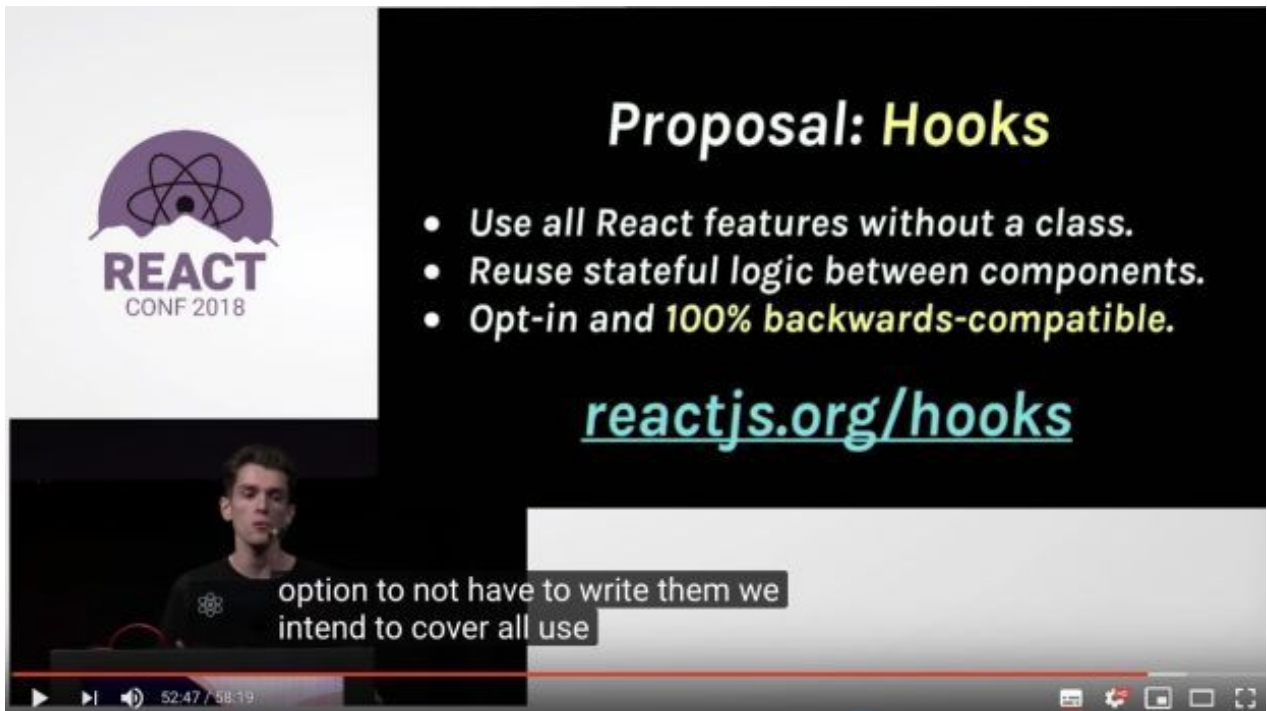 Proposal: Hooks
• Use all React features without a class.
• Reuse stateful logic between components.
• Opt-in and 100% backwards-compatible.
reactjs.org/hooks
REACT
CONF 2018
option to not have to write them we
intend to cover all use
52:47 / 58:19